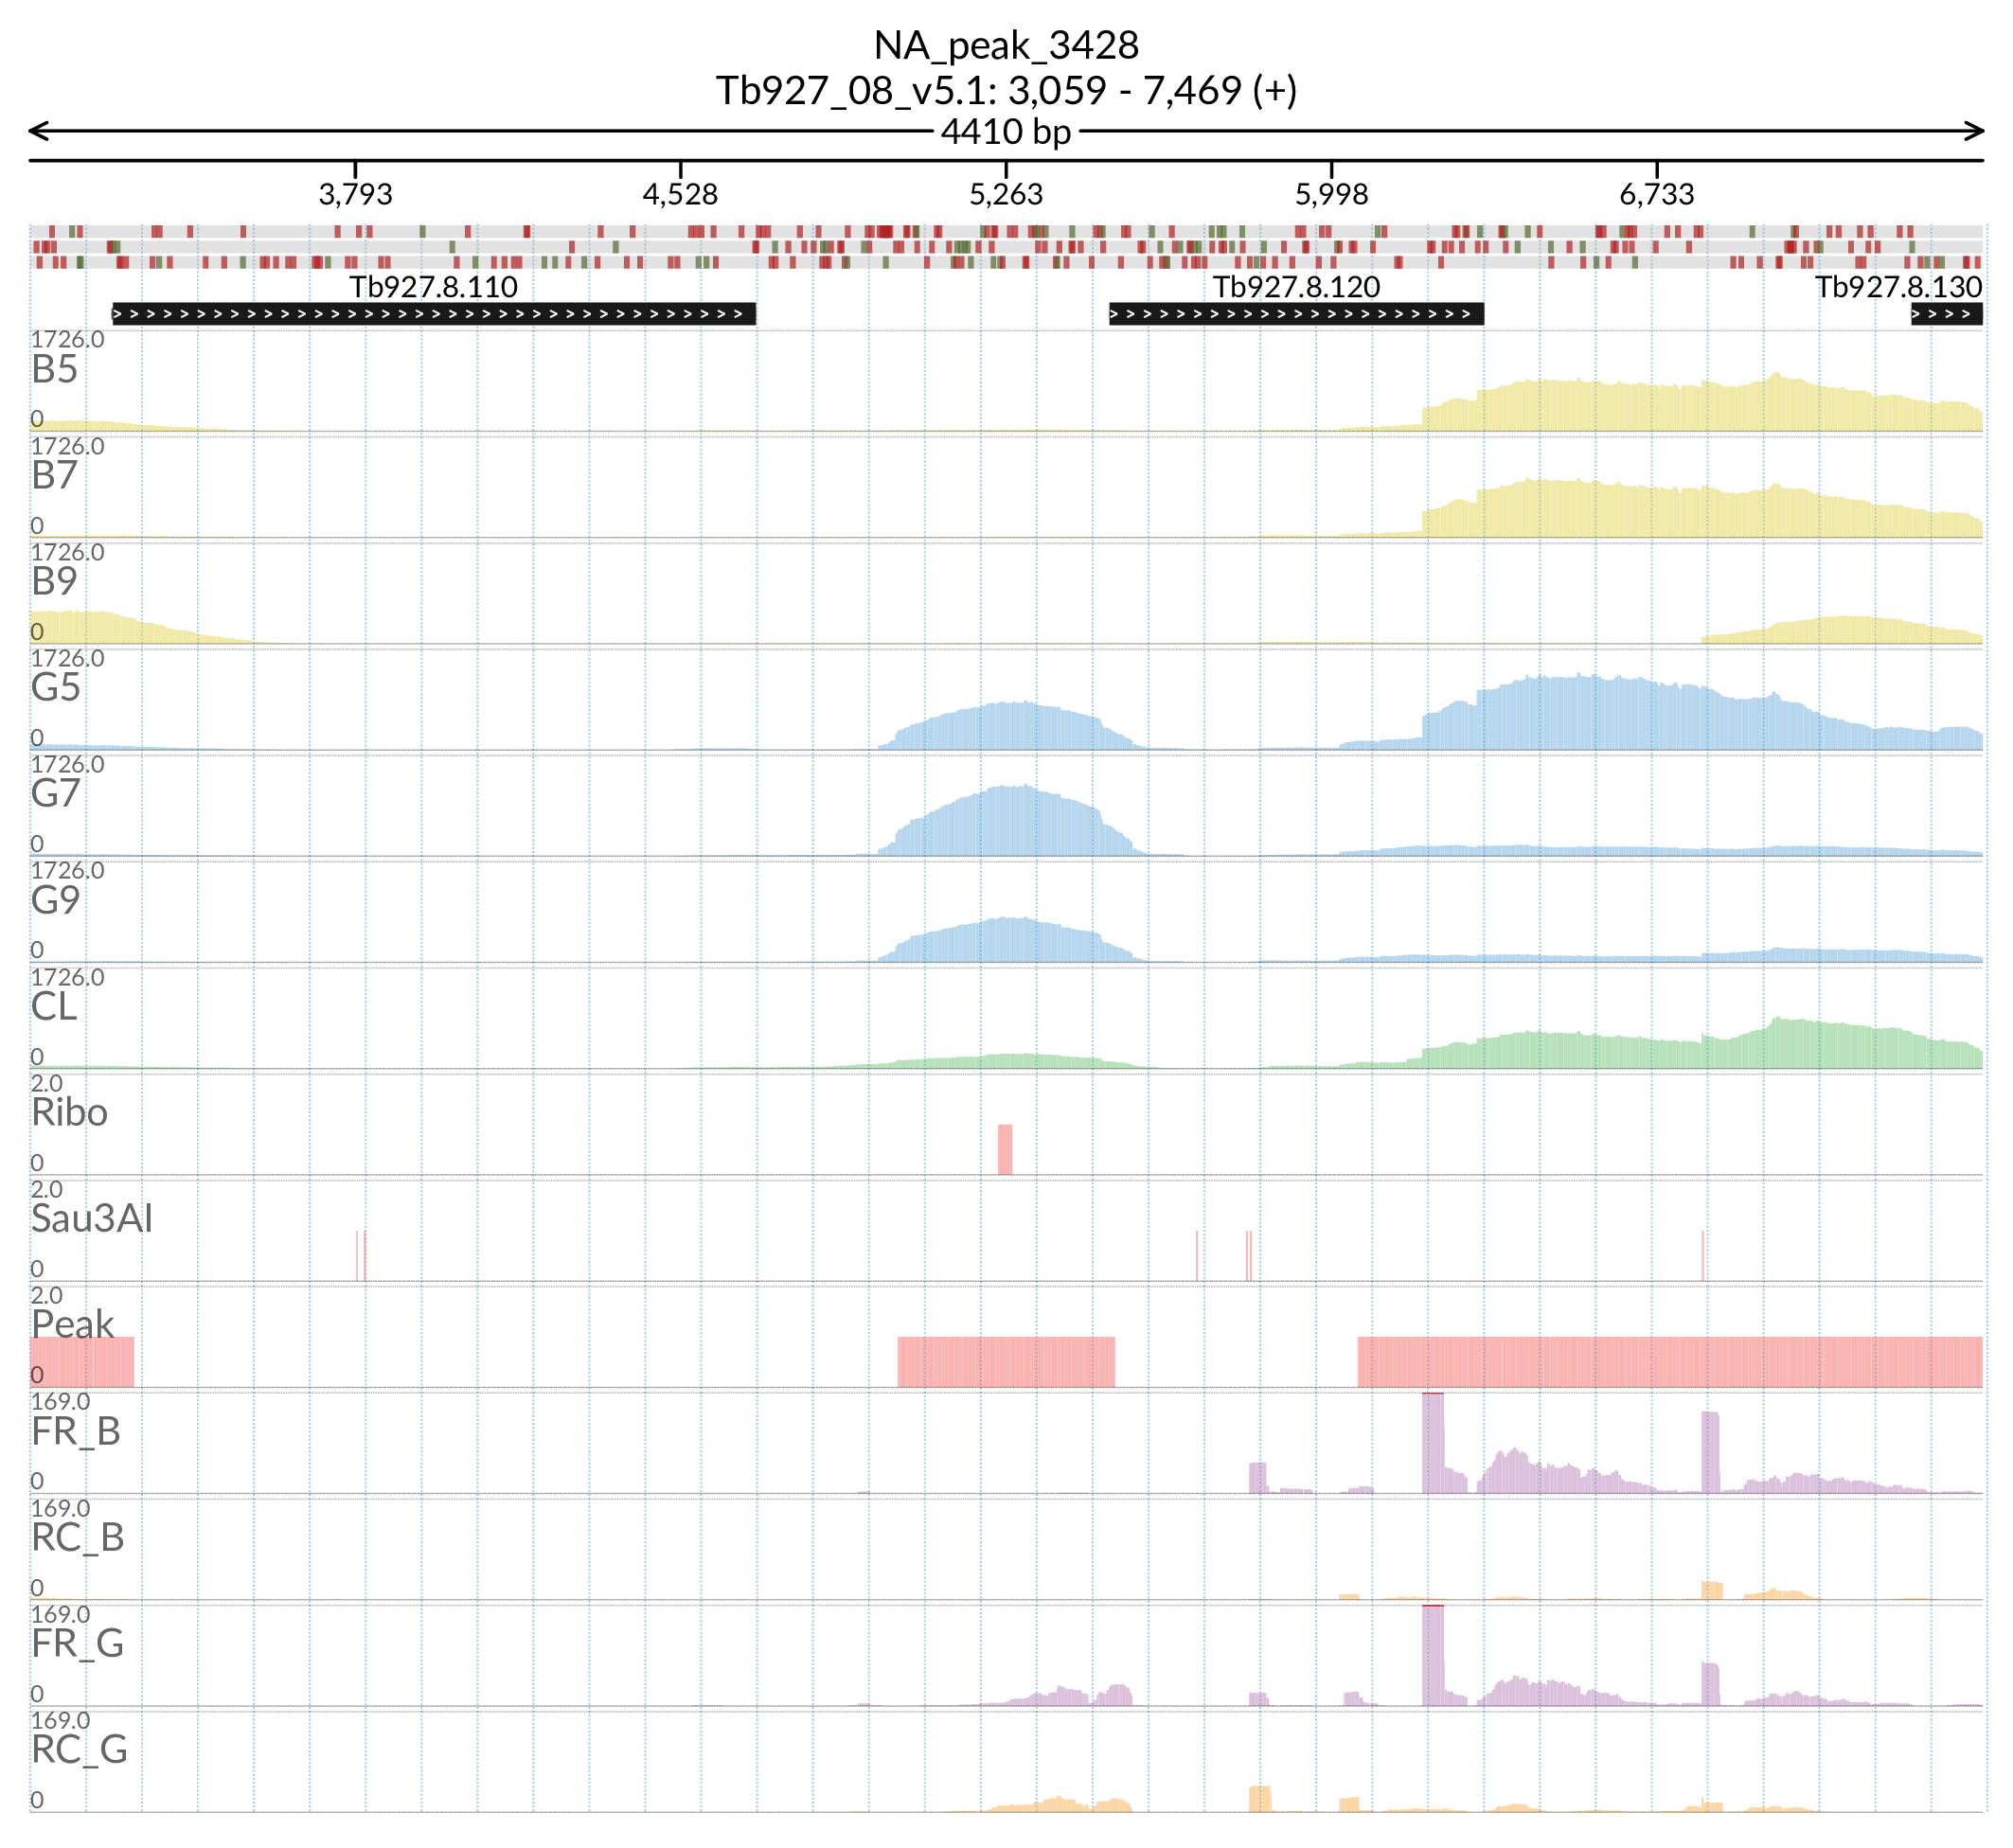 NA_peak_3428
Tb927_08_v5.1: 3,059 - 7,469 (+)
4410 bp
3,793 4,528 5,263 5,998 6,733
Tb927.8.110 Tb927.8.120 Tb927.8.130
1726.0
B5
0
1726.0
B7
0
1726.0
B9
0
1726.0
G5
0
1726.0
G7
0
1726.0
G9
0
1726.0
CL
0
2.0
Ribo
0
2.0
Sau3AI
0
2.0
Peak
0
169.0
FR_B
0
169.0
RC_B
0
169.0
FR_G
0
169.0
RC_G
0